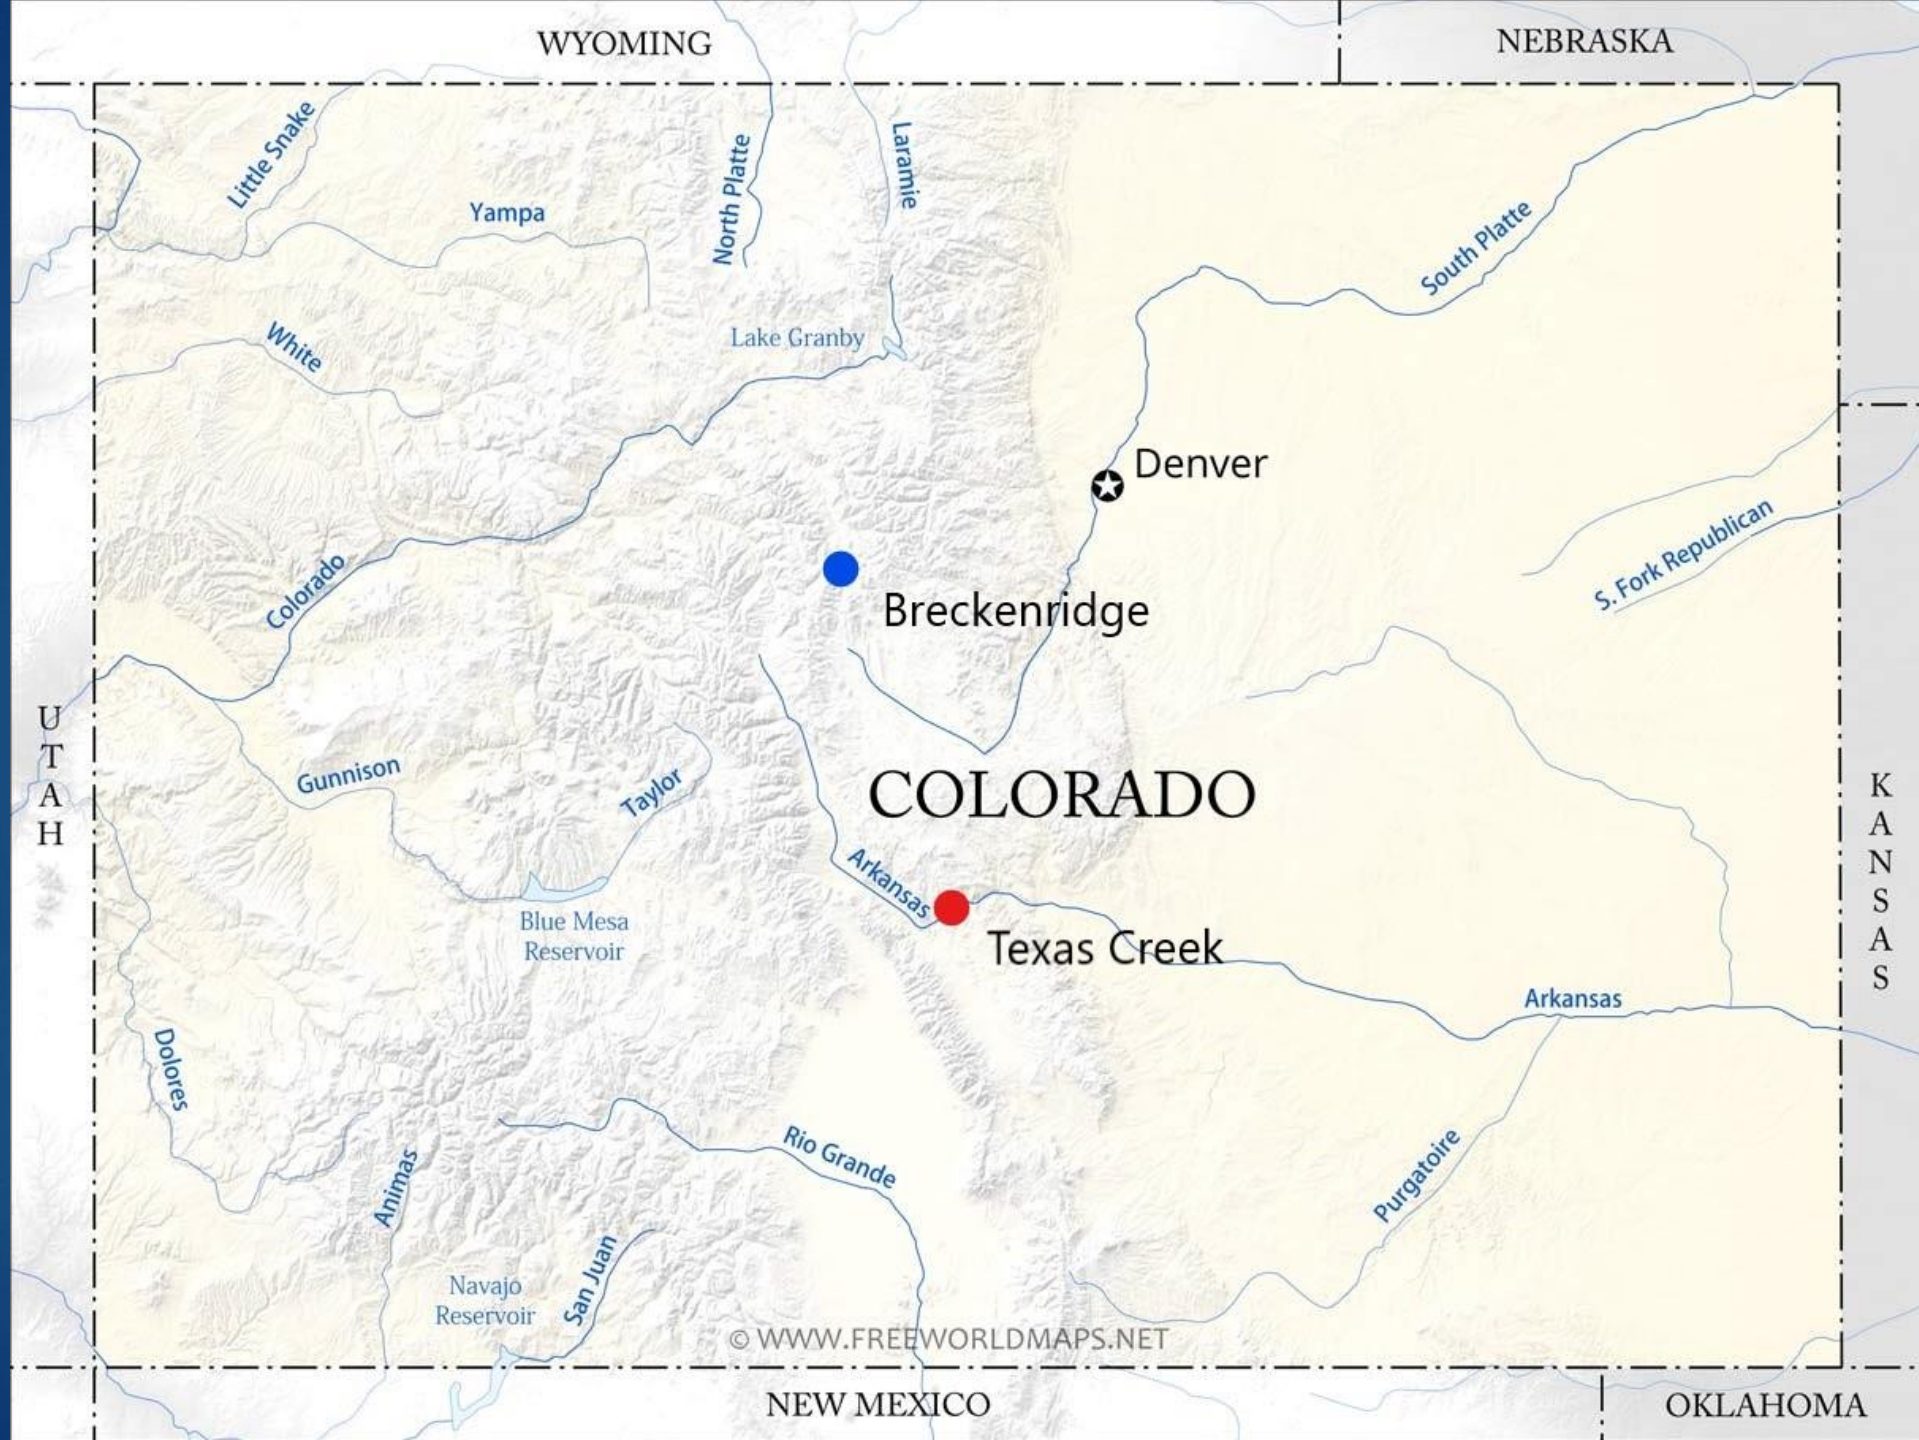 WYOMING
NEBRASKA
Little Snake
North Platte
Laramie
Yampa
South Platte
White
Lake Granby
Denver
S. Fork Republican
Colorado
Breckenridge
U
T
A
H
Gunnison
Taylor
COLORADO
K
A
N
S
A
S
Arkansas
Blue Mesa
Reservoir
Texas Creek
Arkansas
Dolores
Rio Grande
Animas
Purgatoire
San Juan
Navajo
Reservoir
© WWW.FREEWORLDMAPS.NET
NEW MEXICO
OKLAHOMA